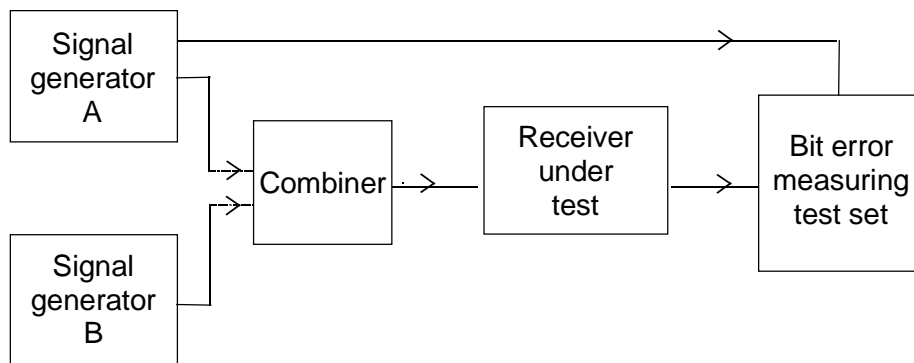 Signal
generator
A
Combiner
Receiver
under
test
Bit error
measuring
test set
Signal
generator
B